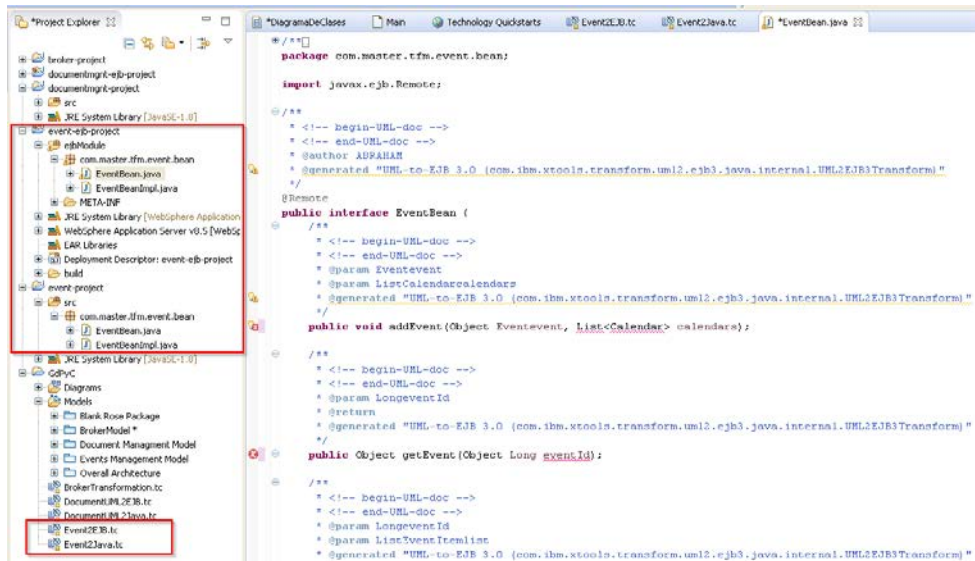 *Project Explorer
broker-project
documentmgnt-ejb-project
documentmgnt-project
src
JRE System Library [JavaSE-1.8]
event-ejb-project
ejbModule
com.master.tfm.event.bean
EventBean.java
EventBeanImpl.java
META-INF
JRE System Library [WebSphere Application
WebSphere Application Server v8.5 [WebSp
EAR Libraries
Deployment Descriptor: event-ejb-project
build
event-project
src
com.master.tfm.event.bean
EventBean.java
EventBeanImpl.java
JRE System Library [JavaSE-1.8]
GdPyC
Diagrams
Models
Blank Rose Package
BrokerModel *
Document Managment Model
Events Management Model
Overall Architecture
BrokerTransformation.tc
DocumentUML2EJB.tc
DocumentUML2Java.tc
Event2EJB.tc
Event2Java.tc
*DiagramaDeClases Main Technology Quickstarts Event2EJB.tc Event2Java.tc *EventBean.java
/**
package com.master.tfm.event.bean;
import javax.ejb.Remote;
/**
* <!-- begin-UML-doc -->
* <!-- end-UML-doc -->
* @author ABRAHAM
* @generated "UML-to-EJB 3.0 (com.ibm.xtools.transform.uml2.ejb3.java.internal.UML2EJB3Transform)"
*/
@Remote
public interface EventBean {
/**
* <!-- begin-UML-doc -->
* <!-- end-UML-doc -->
* @param Eventevent
* @param ListCalendarcalendars
* @generated "UML-to-EJB 3.0 (com.ibm.xtools.transform.uml2.ejb3.java.internal.UML2EJB3Transform)"
*/
public void addEvent(Object Eventevent, List<Calendar> calendars);
/**
* <!-- begin-UML-doc -->
* <!-- end-UML-doc -->
* @param LongeventId
* @return
* @generated "UML-to-EJB 3.0 (com.ibm.xtools.transform.uml2.ejb3.java.internal.UML2EJB3Transform)"
*/
public Object getEvent(Object Long eventId);
/**
* <!-- begin-UML-doc -->
* <!-- end-UML-doc -->
* @param LongeventId
* @param ListEventItemlist
* @generated "UML-to-EJB 3.0 (com.ibm.xtools.transform.uml2.ejb3.java.internal.UML2EJB3Transform)"